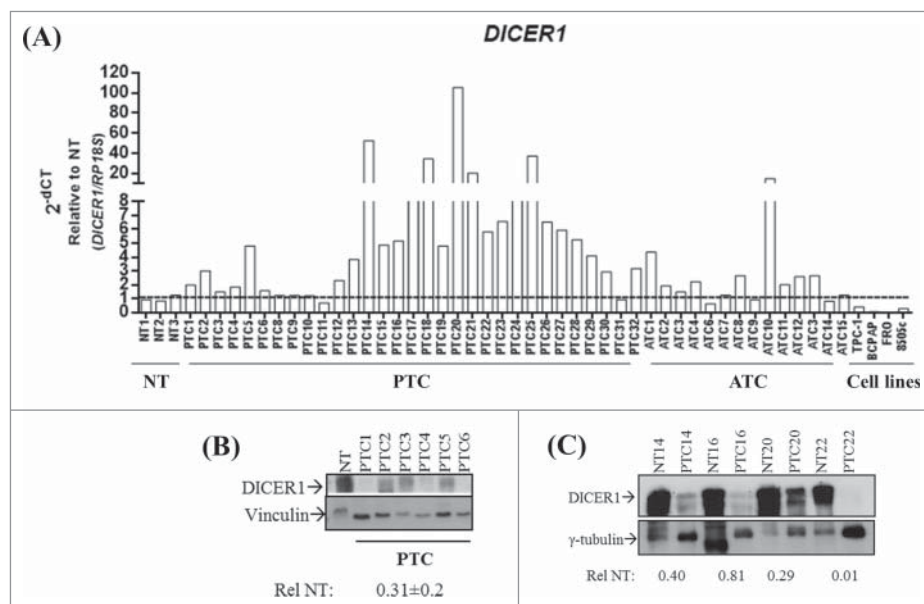 (A)
DICER1
2-dCT
Relative to NT
(DICER1/RP18S)
120
100
80
60
40
20
8
6
5
4
3
2
1
0
NT1
NT2
NT3
PTC1
PTC2
PTC3
PTC4
PTC5
PTC6
PTC8
PTC9
PTC10
PTC11
PTC12
PTC13
PTC14
PTC15
PTC16
PTC17
PTC18
PTC19
PTC20
PTC21
PTC22
PTC23
PTC24
PTC25
PTC26
PTC27
PTC28
PTC29
PTC30
PTC31
PTC32
ATC1
ATC2
ATC3
ATC4
ATC6
ATC7
ATC8
ATC9
ATC10
ATC11
ATC12
ATC3
ATC14
ATC15
TPC-1
BCPAP
FRO
8505c
NT
PTC
ATC
Cell lines
(B)
NT
PTC1
PTC2
PTC3
PTC4
PTC5
PTC6
DICER1
Vinculin
PTC
Rel NT: 0.31±0.2
(C)
NT14
PTC14
NT16
PTC16
NT20
PTC20
NT22
PTC22
DICER1
γ-tubulin
Rel NT: 0.40 0.81 0.29 0.01